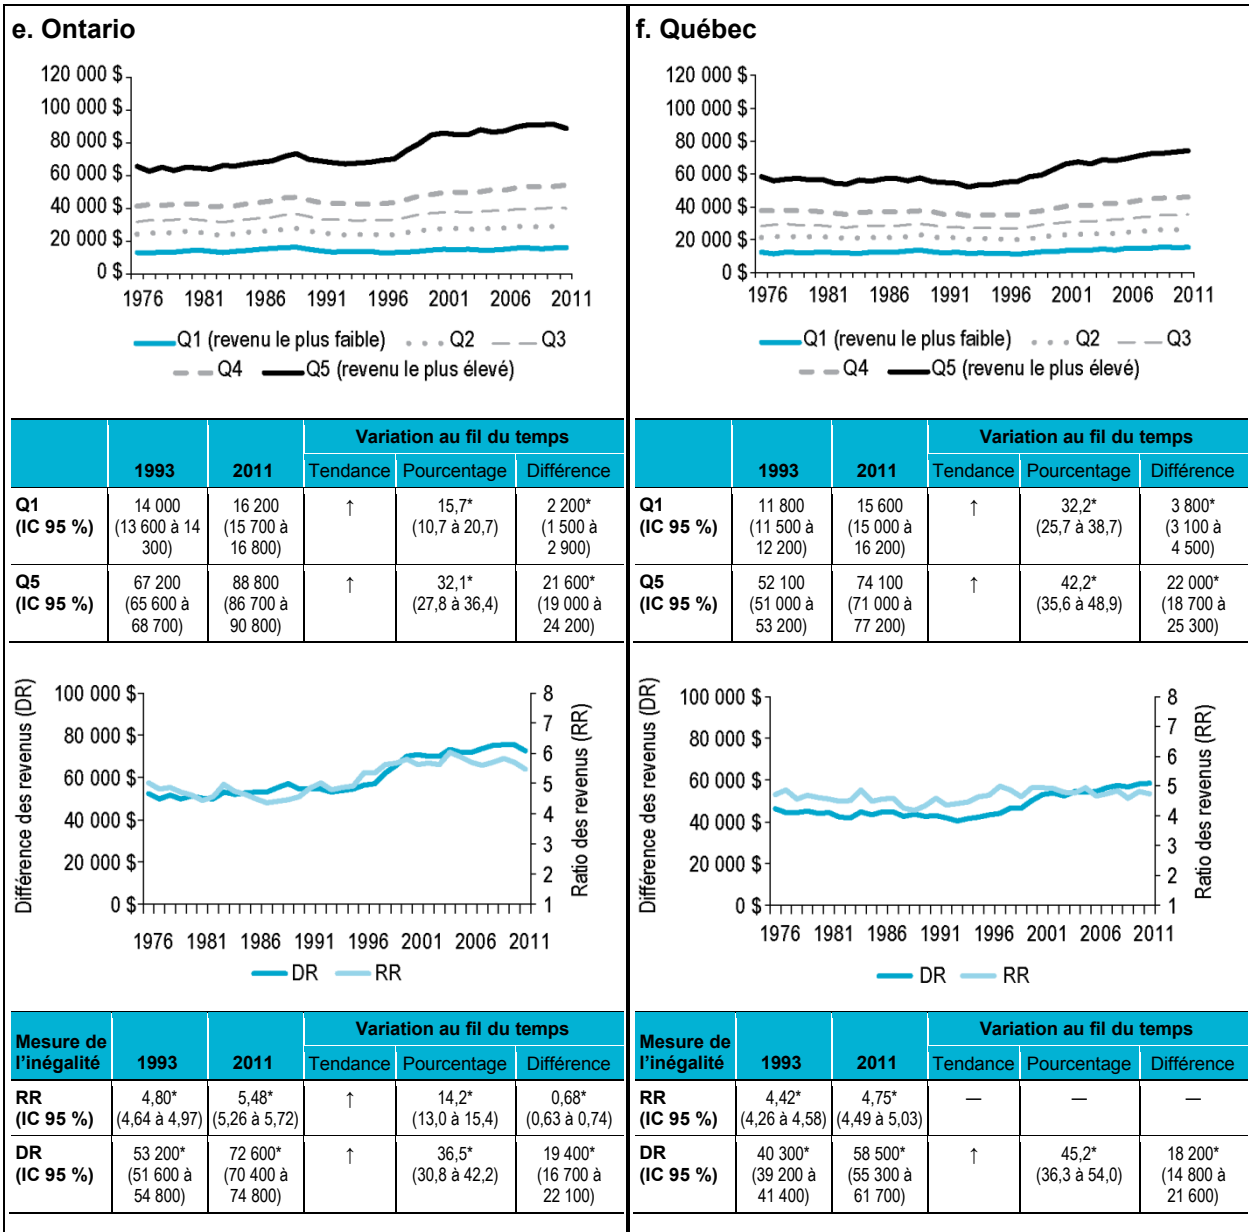 e. Ontario
120 000 $
100 000 $
80 000 $
60 000 $
40 000 $
20 000 $
0 $
1976 1981 1986 1991 1996 2001 2006 2011
Q1 (revenu le plus faible) Q2 Q3
Q4 Q5 (revenu le plus élevé)
Variation au fil du temps
1993 2011 Tendance Pourcentage Différence
Q1 14 000 16 200 ↑ 15,7* 2 200*
(IC 95 %) (13 600 à 14 (15 700 à (10,7 à 20,7) (1 500 à
300) 16 800) 2 900)
Q5 67 200 88 800 ↑ 32,1* 21 600*
(IC 95 %) (65 600 à (86 700 à (27,8 à 36,4) (19 000 à
68 700) 90 800) 24 200)
Différence des revenus (DR)
100 000 $
80 000 $
60 000 $
40 000 $
20 000 $
0 $
8
7
6
5
4
3
2
1
Ratio des revenus (RR)
1976 1981 1986 1991 1996 2001 2006 2011
DR RR
Mesure de Variation au fil du temps
l’inégalité 1993 2011 Tendance Pourcentage Différence
RR 4,80* 5,48* ↑ 14,2* 0,68*
(IC 95 %) (4,64 à 4,97) (5,26 à 5,72) (13,0 à 15,4) (0,63 à 0,74)
DR 53 200* 72 600* ↑ 36,5* 19 400*
(IC 95 %) (51 600 à (70 400 à (30,8 à 42,2) (16 700 à
54 800) 74 800) 22 100)
f. Québec
120 000 $
100 000 $
80 000 $
60 000 $
40 000 $
20 000 $
0 $
1976 1981 1986 1991 1996 2001 2006 2011
Q1 (revenu le plus faible) Q2 Q3
Q4 Q5 (revenu le plus élevé)
Variation au fil du temps
1993 2011 Tendance Pourcentage Différence
Q1 11 800 15 600 ↑ 32,2* 3 800*
(IC 95 %) (11 500 à (15 000 à (25,7 à 38,7) (3 100 à
12 200) 16 200) 4 500)
Q5 52 100 74 100 ↑ 42,2* 22 000*
(IC 95 %) (51 000 à (71 000 à (35,6 à 48,9) (18 700 à
53 200) 77 200) 25 300)
Différence des revenus (DR)
100 000 $
80 000 $
60 000 $
40 000 $
20 000 $
0 $
8
7
6
5
4
3
2
1
Ratio des revenus (RR)
1976 1981 1986 1991 1996 2001 2006 2011
DR RR
Mesure de Variation au fil du temps
l’inégalité 1993 2011 Tendance Pourcentage Différence
RR 4,42* 4,75* — — —
(IC 95 %) (4,26 à 4,58) (4,49 à 5,03)
DR 40 300* 58 500* ↑ 45,2* 18 200*
(IC 95 %) (39 200 à (55 300 à (36,3 à 54,0) (14 800 à
41 400) 61 700) 21 600)